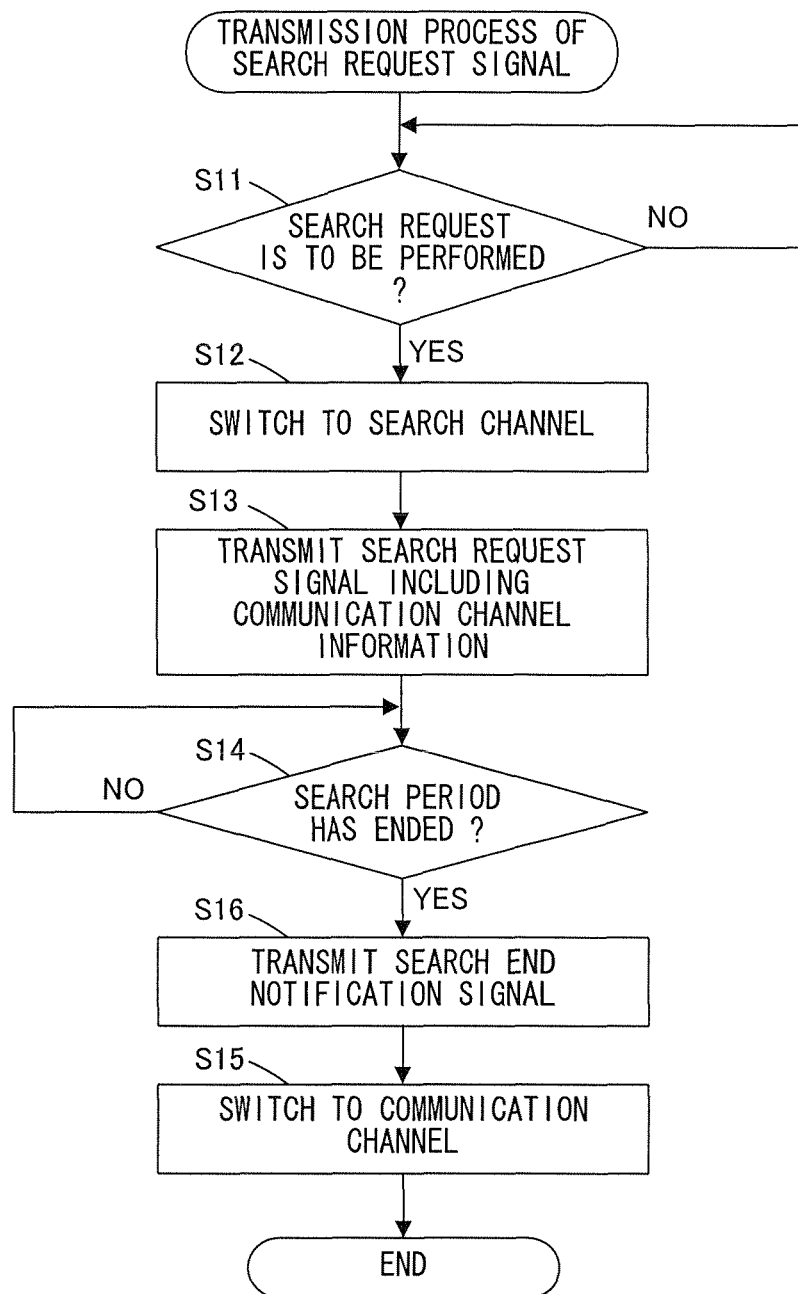 TRANSMISSION PROCESS OF
SEARCH REQUEST SIGNAL
S11
SEARCH REQUEST
IS TO BE PERFORMED
?
NO
YES
S12
SWITCH TO SEARCH CHANNEL
S13
TRANSMIT SEARCH REQUEST
SIGNAL INCLUDING
COMMUNICATION CHANNEL
INFORMATION
S14
NO
SEARCH PERIOD
HAS ENDED ?
YES
S16
TRANSMIT SEARCH END
NOTIFICATION SIGNAL
S15
SWITCH TO COMMUNICATION
CHANNEL
END